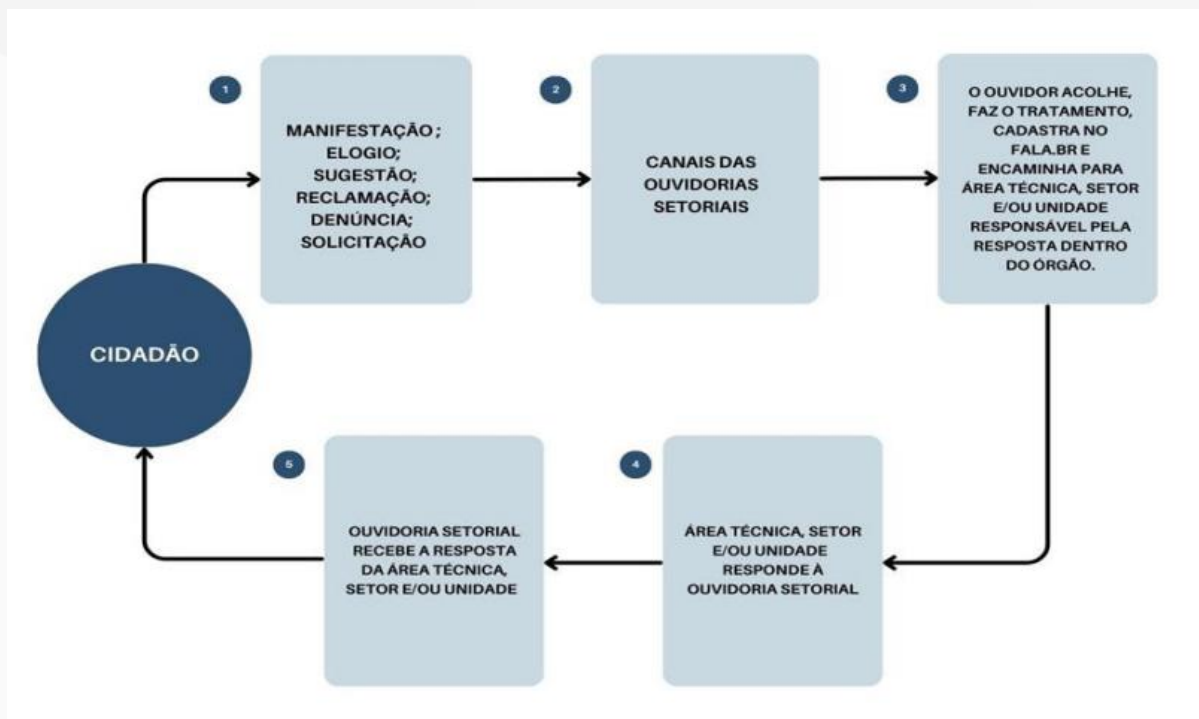 1
MANIFESTAÇÃO ;
ELOGIO;
SUGESTÃO;
RECLAMAÇÃO;
DENÚNCIA;
SOLICITAÇÃO
2
CANAIS DAS
OUVIDORIAS
SETORIAIS
3
O OUVIDOR ACOLHE,
FAZ O TRATAMENTO,
CADASTRA NO
FALA.BR E
ENCAMINHA PARA
ÁREA TÉCNICA, SETOR
E/OU UNIDADE
RESPONSÁVEL PELA
RESPOSTA DENTRO
DO ÓRGÃO.
CIDADÃO
5
OUVIDORIA SETORIAL
RECEBE A RESPOSTA
DA ÁREA TÉCNICA,
SETOR E/OU UNIDADE
4
ÁREA TÉCNICA, SETOR
E/OU UNIDADE
RESPONDE À
OUVIDORIA SETORIAL